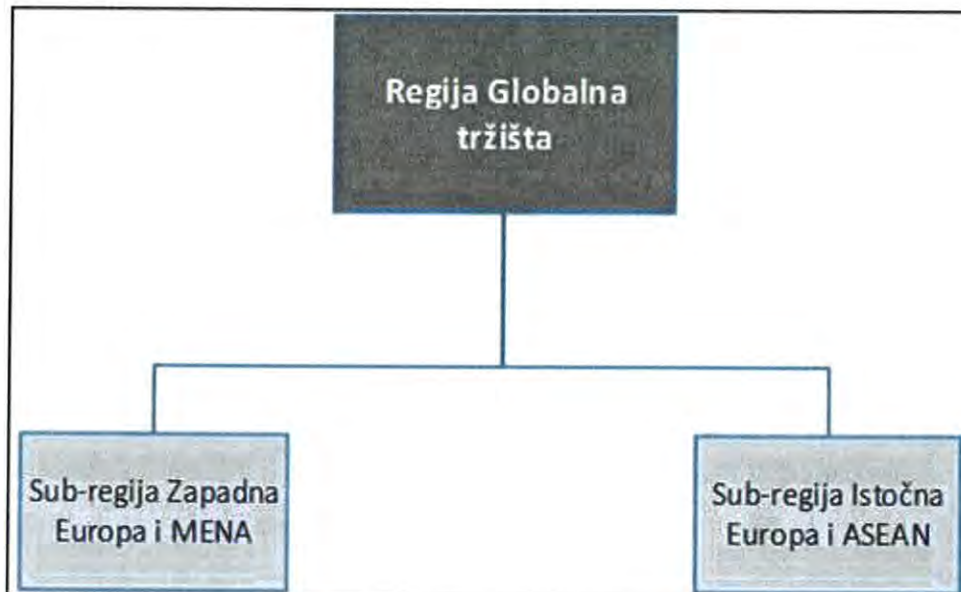 Regija Globalna
tržišta
Sub-regija Zapadna
Europa i MENA
Sub-regija Istočna
Europa i ASEAN